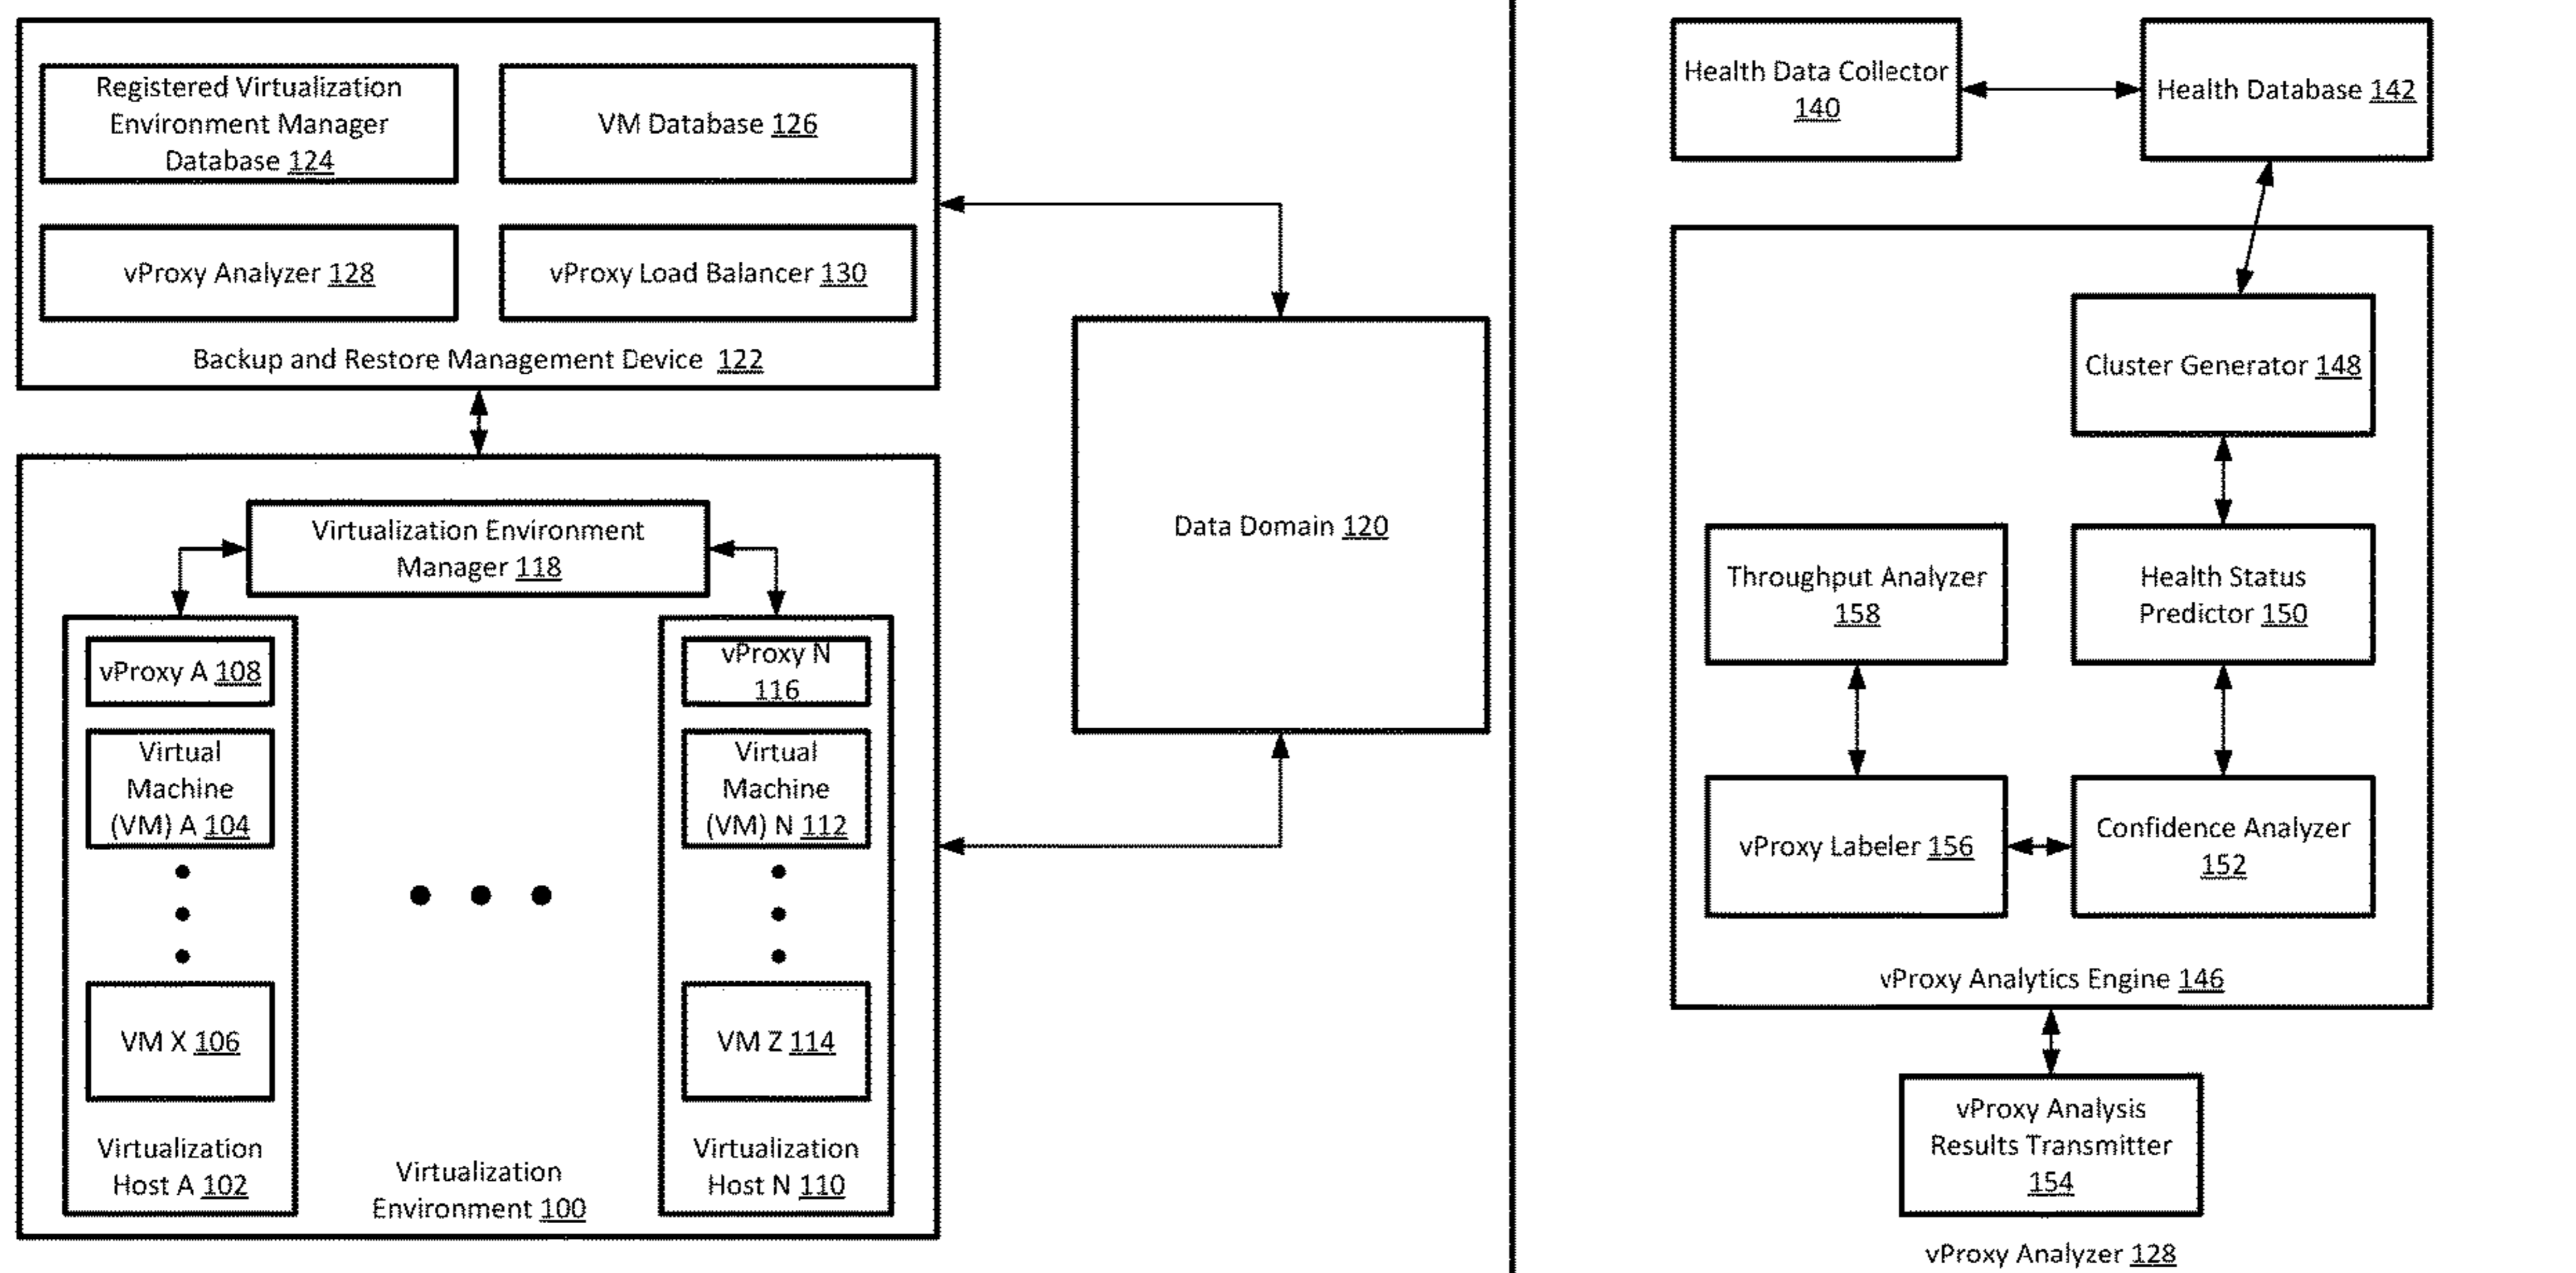 Registered Virtualization
Environment Manager
Database 124
VM Database 126
vProxy Analyzer 128
vProxy Load Balancer 130
Backup and Restore Management Device 122
Virtualization Environment
Manager 118
vProxy A 108
Virtual
Machine
(VM) A 104
VM X 106
Virtualization
Host A 102
Virtualization
Environment 100
vProxy N
116
Virtual
Machine
(VM) N 112
VM Z 114
Virtualization
Host N 110
Data Domain 120
Health Data Collector
140
Health Database 142
Cluster Generator 148
Throughput Analyzer
158
Health Status
Predictor 150
vProxy Labeler 156
Confidence Analyzer
152
vProxy Analytics Engine 146
vProxy Analysis
Results Transmitter
154
vProxy Analyzer 128